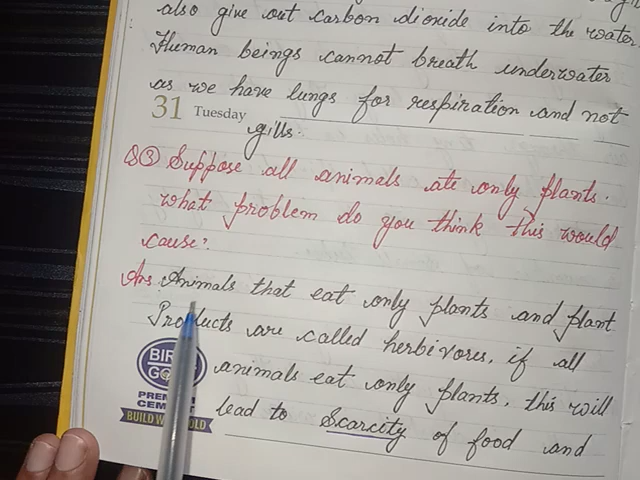 also give out carbon dioxide into the water
Human beings cannot breath underwater
as we have lungs for respiration and not
31 Tuesday
gills.
Q③ Suppose all animals ate only plants.
what problem do you think this would
cause?
Ans Animals that eat only plants and plant
Products are called herbivores, if all
animals eat only plants, this will
lead to Scarcity of food and
BIR
GO
PREM
CEM
BUILD W OLD